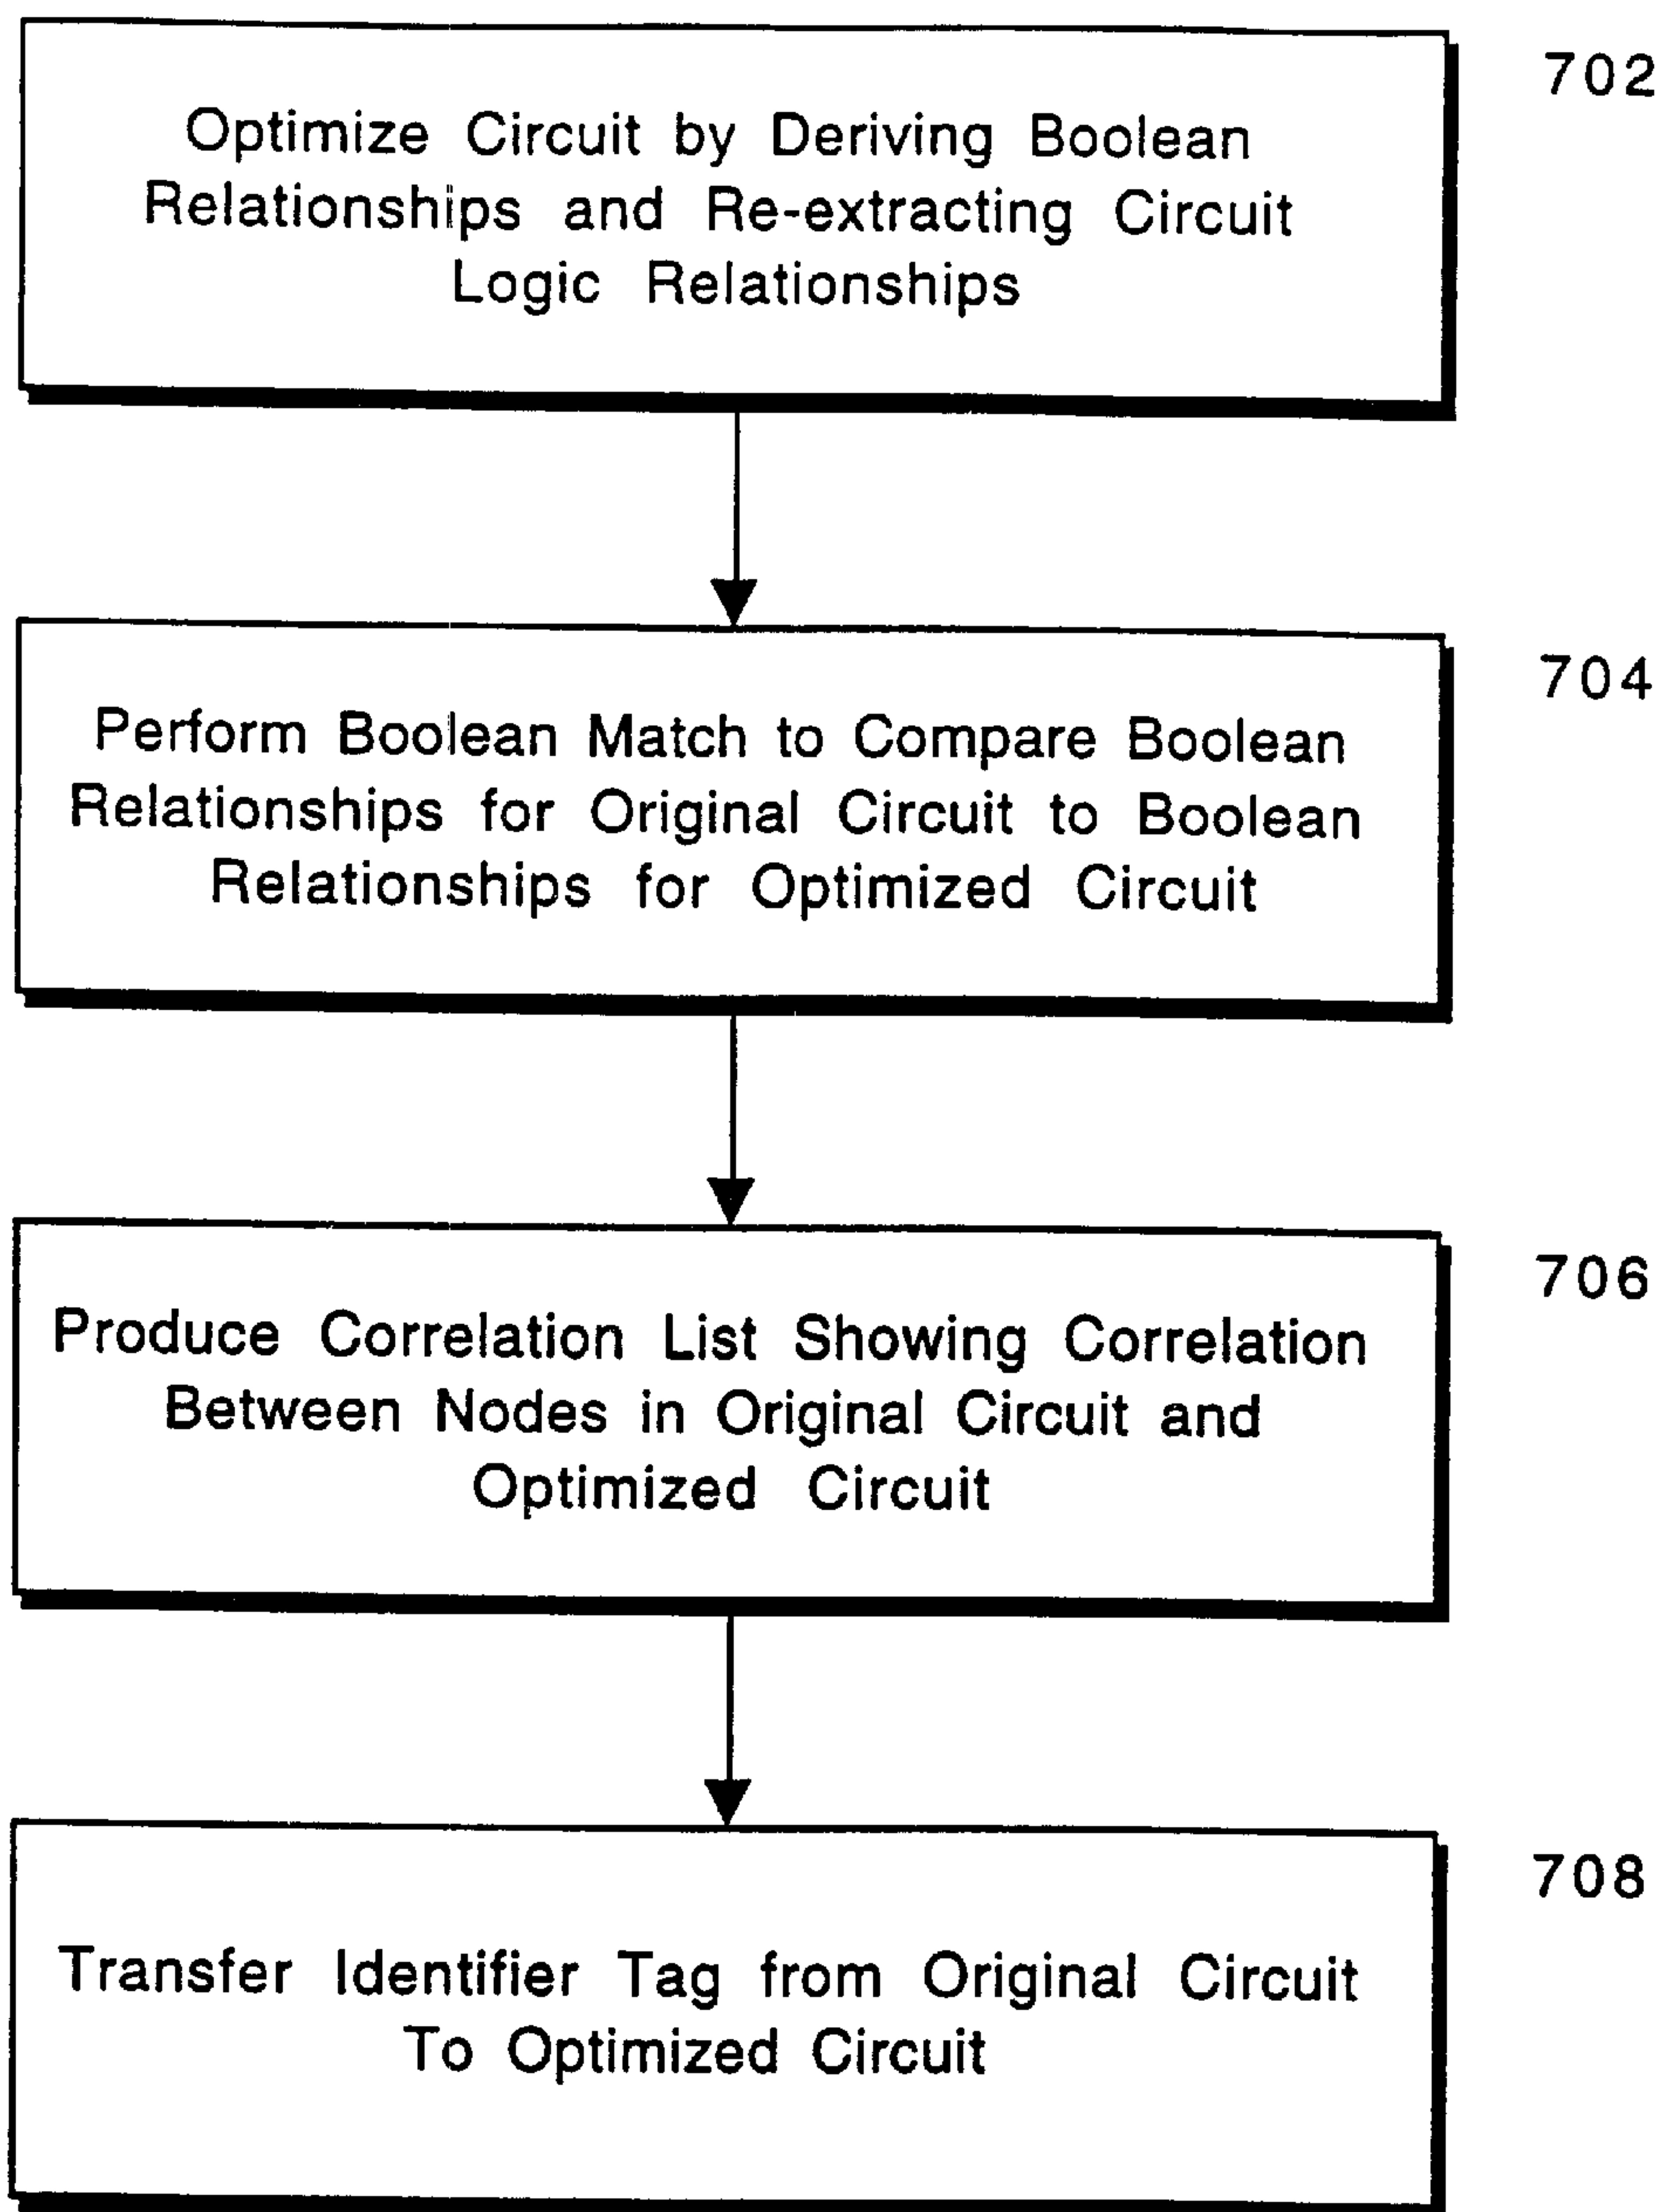 702
Optimize Circuit by Deriving Boolean
Relationships and Re-extracting Circuit
Logic Relationships
704
Perform Boolean Match to Compare Boolean
Relationships for Original Circuit to Boolean
Relationships for Optimized Circuit
706
Produce Correlation List Showing Correlation
Between Nodes in Original Circuit and
Optimized Circuit
708
Transfer Identifier Tag from Original Circuit
To Optimized Circuit